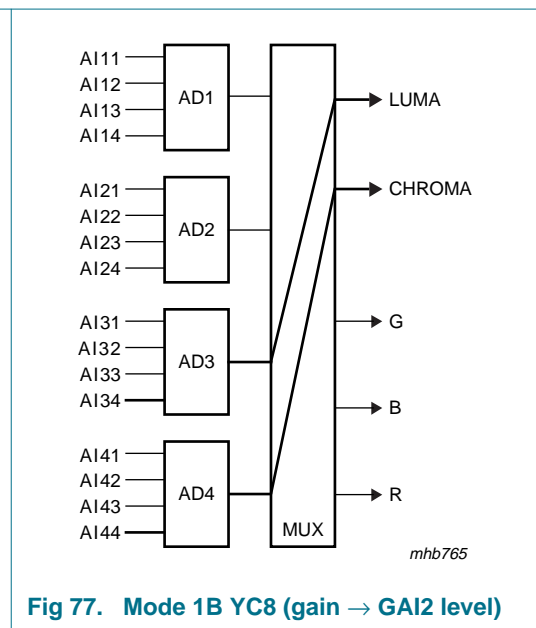 AI11
AI12
AI13
AI14
AD1
AI21
AI22
AI23
AI24
AD2
AI31
AI32
AI33
AI34
AD3
AI41
AI42
AI43
AI44
AD4
MUX
LUMA
CHROMA
G
B
R
mhb765
Fig 77. Mode 1B YC8 (gain → GAI2 level)